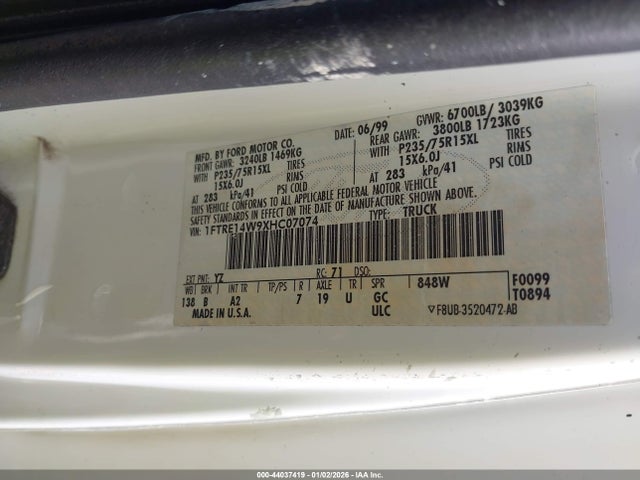 MFD. BY FORD MOTOR CO.
DATE: 06/99
GVWR: 6700LB/ 3039KG
FRONT GAWR: 3240LB 1469KG
REAR GAWR: 3800LB 1723KG
WITH P235/75R15XL TIRES
WITH P235/75R15XL TIRES
15X6.0J RIMS
15X6.0J RIMS
AT 283 kPa/41 PSI COLD
AT 283 kPa/41 PSI COLD
THIS VEHICLE CONFORMS TO ALL APPLICABLE FEDERAL MOTOR VEHICLE
SAFETY STANDARDS IN EFFECT ON THE DATE OF MANUFACTURE SHOWN ABOVE.
VIN: 1FTRE14W9XHC07074
TYPE: TRUCK
EXT PNT: YZ RC: 71 DSO:
WB BRK INT TR TP/PS R AXLE TR SPR 848W F0099
138 B A2 7 19 U GC T0894
MADE IN U.S.A. ULC ▽F8UB-3520472-AB
000-44037419 - 01/02/2026 - IAA Inc.